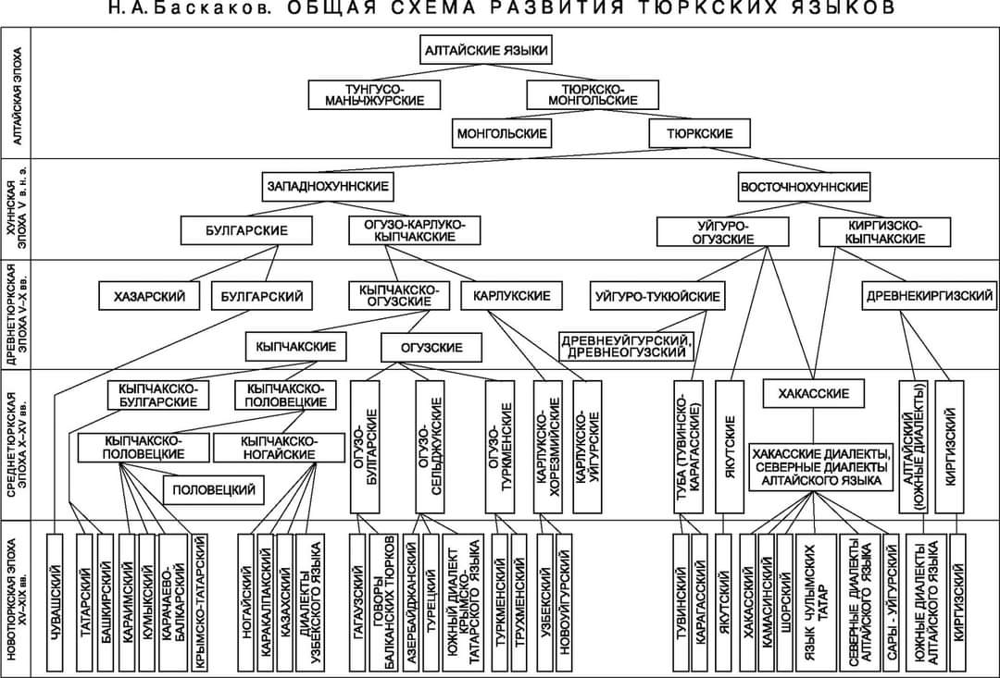 Н. А. Баскаков. ОБЩАЯ СХЕМА РАЗВИТИЯ ТЮРКСКИХ ЯЗЫКОВ
АЛТАЙСКАЯ ЭПОХА
АЛТАЙСКИЕ ЯЗЫКИ
ТУНГУСО-
МАНЬЧЖУРСКИЕ
ТЮРКСКО-
МОНГОЛЬСКИЕ
МОНГОЛЬСКИЕ
ТЮРКСКИЕ
ХУННСКАЯ
ЭПОХА V в. н. э.
ЗАПАДНОХУННСКИЕ
ВОСТОЧНОХУННСКИЕ
БУЛГАРСКИЕ
ОГУЗО-КАРЛУКО-
КЫПЧАКСКИЕ
УЙГУРО-
ОГУЗСКИЕ
КИРГИЗСКО-
КЫПЧАКСКИЕ
ДРЕВНЕТЮРКСКАЯ
ЭПОХА V–X вв.
ХАЗАРСКИЙ
БУЛГАРСКИЙ
КЫПЧАКСКО-
ОГУЗСКИЕ
КАРЛУКСКИЕ
УЙГУРО-ТУКЮЙСКИЕ
ДРЕВНЕКИРГИЗСКИЙ
КЫПЧАКСКИЕ
ОГУЗСКИЕ
ДРЕВНЕУЙГУРСКИЙ,
ДРЕВНЕОГУЗСКИЙ
СРЕДНЕТЮРКСКАЯ
ЭПОХА X–XV вв.
КЫПЧАКСКО-
БУЛГАРСКИЕ
КЫПЧАКСКО-
ПОЛОВЕЦКИЕ
КЫПЧАКСКО-
ПОЛОВЕЦКИЕ
КЫПЧАКСКО-
НОГАЙСКИЕ
ПОЛОВЕЦКИЙ
ОГУЗО-
БУЛГАРСКИЕ
ОГУЗО-
СЕЛЬДЖУКСКИЕ
ОГУЗО-
ТУРКМЕНСКИЕ
КАРЛУКСКО-
ХОРЕЗМИЙСКИЕ
КАРЛУКСКО-
УЙГУРСКИЕ
ТУБА (ТУВИНСКО-
КАРАГАССКИЕ)
ЯКУТСКИЕ
ХАКАССКИЕ
ХАКАССКИЕ ДИАЛЕКТЫ,
СЕВЕРНЫЕ ДИАЛЕКТЫ
АЛТАЙСКОГО ЯЗЫКА
АЛТАЙСКИЙ
(ЮЖНЫЕ ДИАЛЕКТЫ)
КИРГИЗСКИЙ
НОВОТЮРКСКАЯ ЭПОХА
XV–XIX вв.
ЧУВАШСКИЙ
ТАТАРСКИЙ
БАШКИРСКИЙ
КАРАИМСКИЙ
КУМЫКСКИЙ
КАРАЧАЕВО-
БАЛКАРСКИЙ
КРЫМСКО-ТАТАРСКИЙ
НОГАЙСКИЙ
КАРАКАЛПАКСКИЙ
КАЗАХСКИЙ
ДИАЛЕКТЫ
УЗБЕКСКОГО ЯЗЫКА
ГАГАУЗСКИЙ
ГОВОРЫ
БАЛКАНСКИХ ТЮРКОВ
АЗЕРБАЙДЖАНСКИЙ
ТУРЕЦКИЙ
ЮЖНЫЙ ДИАЛЕКТ
КРЫМСКО-
ТАТАРСКОГО ЯЗЫКА
ТУРКМЕНСКИЙ
ТРУХМЕНСКИЙ
УЗБЕКСКИЙ
НОВОУЙГУРСКИЙ
ТУВИНСКИЙ
КАРАГАССКИЙ
ЯКУТСКИЙ
ХАКАССКИЙ
КАМАСИНСКИЙ
ШОРСКИЙ
ЯЗЫК ЧУЛЫМСКИХ
ТАТАР
СЕВЕРНЫЕ ДИАЛЕКТЫ
АЛТАЙСКОГО ЯЗЫКА
САРЫ - УЙГУРСКИЙ
ЮЖНЫЕ ДИАЛЕКТЫ
АЛТАЙСКОГО ЯЗЫКА
КИРГИЗСКИЙ